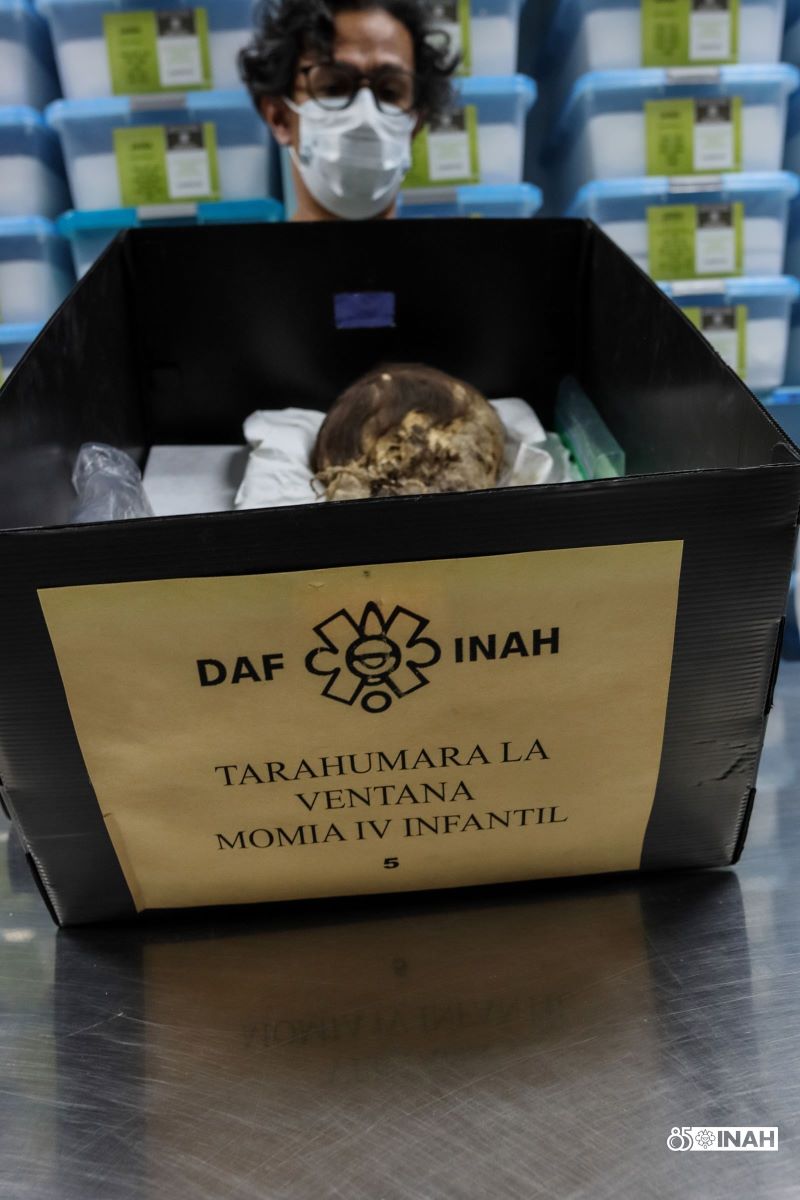 DAF INAH
TARAHUMARA LA
VENTANA
MOMIA IV INFANTIL
5
85 INAH